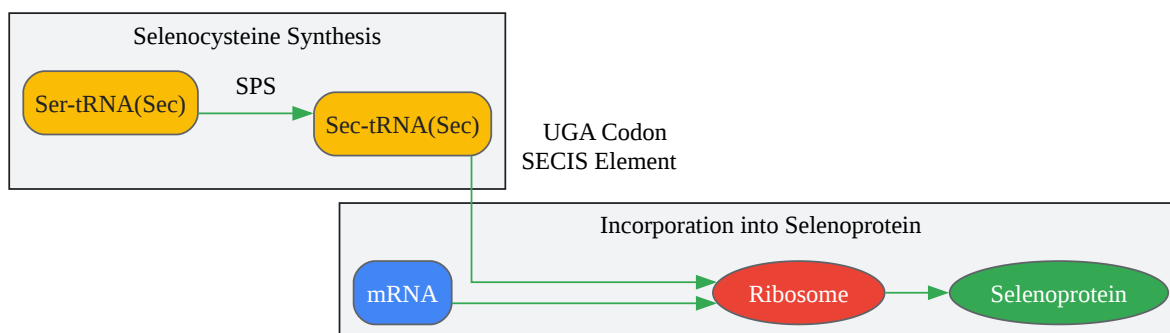 Selenocysteine Synthesis
SPS
Ser-tRNA(Sec)
Sec-tRNA(Sec)
UGA Codon
SECIS Element
Incorporation into Selenoprotein
mRNA
Ribosome
Selenoprotein